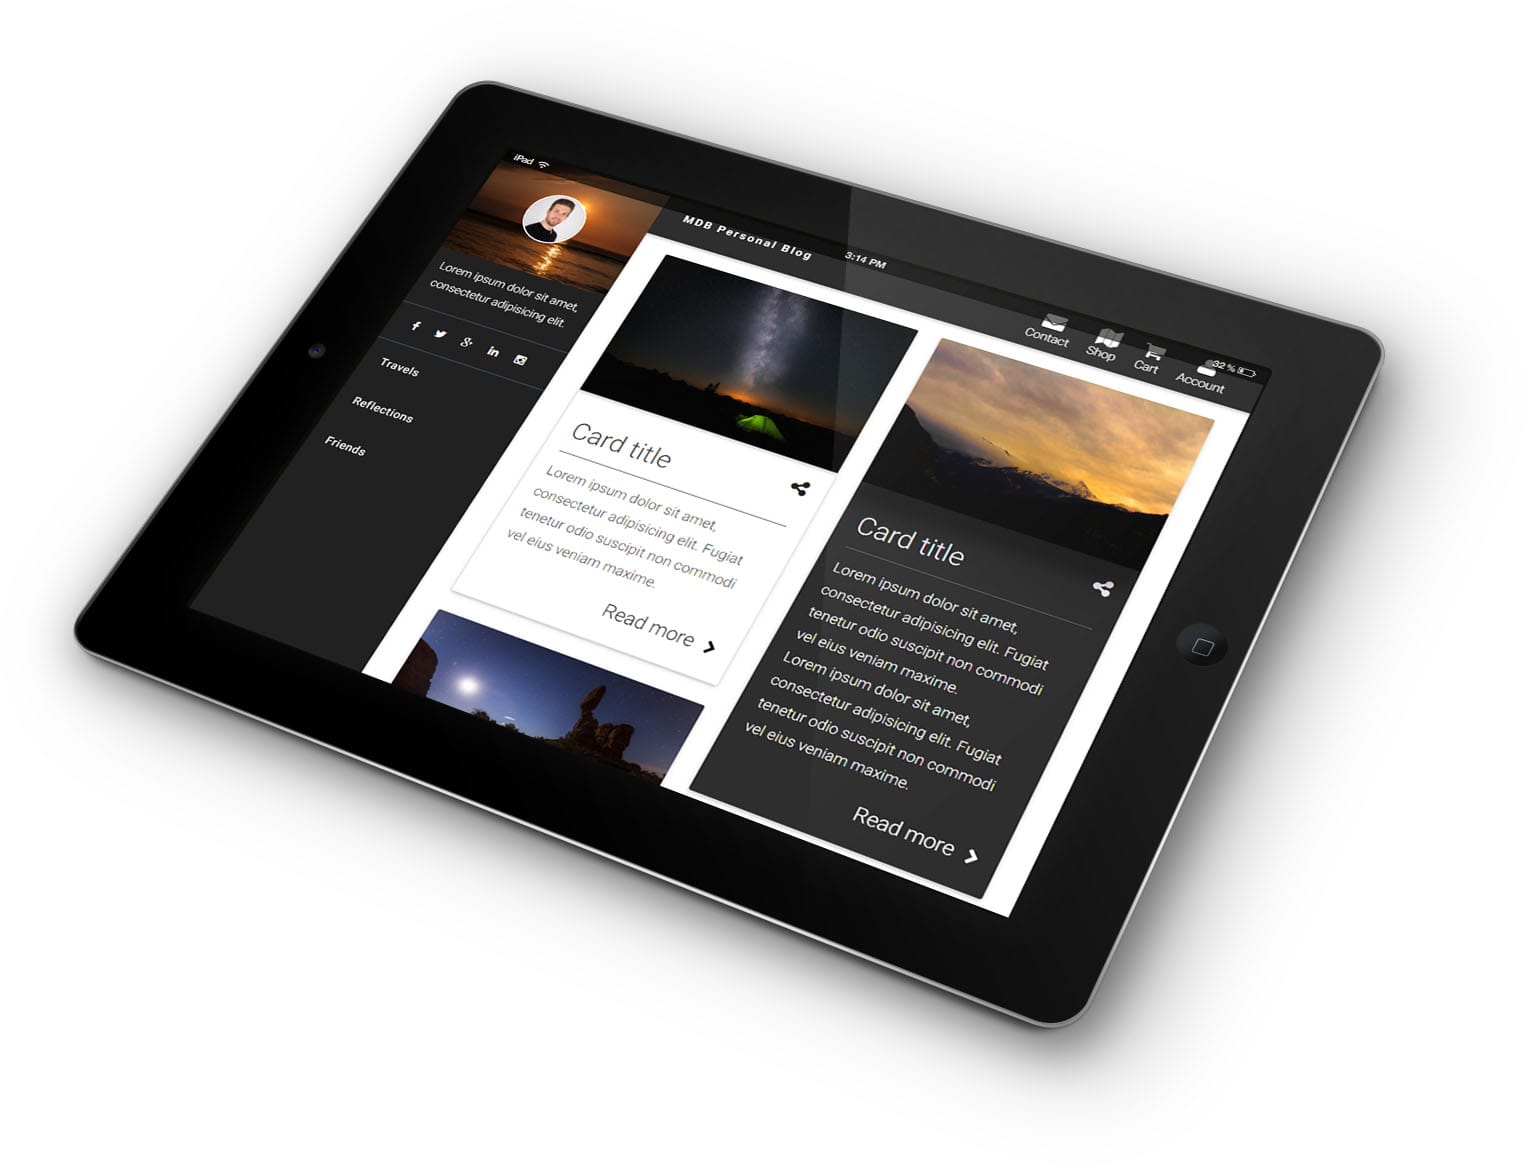 iPad
3:14 PM
32 %
MDB Personal Blog
Contact
Shop
Cart
Account
Lorem ipsum dolor sit amet,
consectetur adipisicing elit.
Travels
Reflections
Friends
Card title
Lorem ipsum dolor sit amet,
consectetur adipisicing elit. Fugiat
tenetur odio suscipit non commodi
vel eius veniam maxime.
Read more
Card title
Lorem ipsum dolor sit amet,
consectetur adipisicing elit. Fugiat
tenetur odio suscipit non commodi
vel eius veniam maxime.
Lorem ipsum dolor sit amet,
consectetur adipisicing elit. Fugiat
tenetur odio suscipit non commodi
vel eius veniam maxime.
Read more